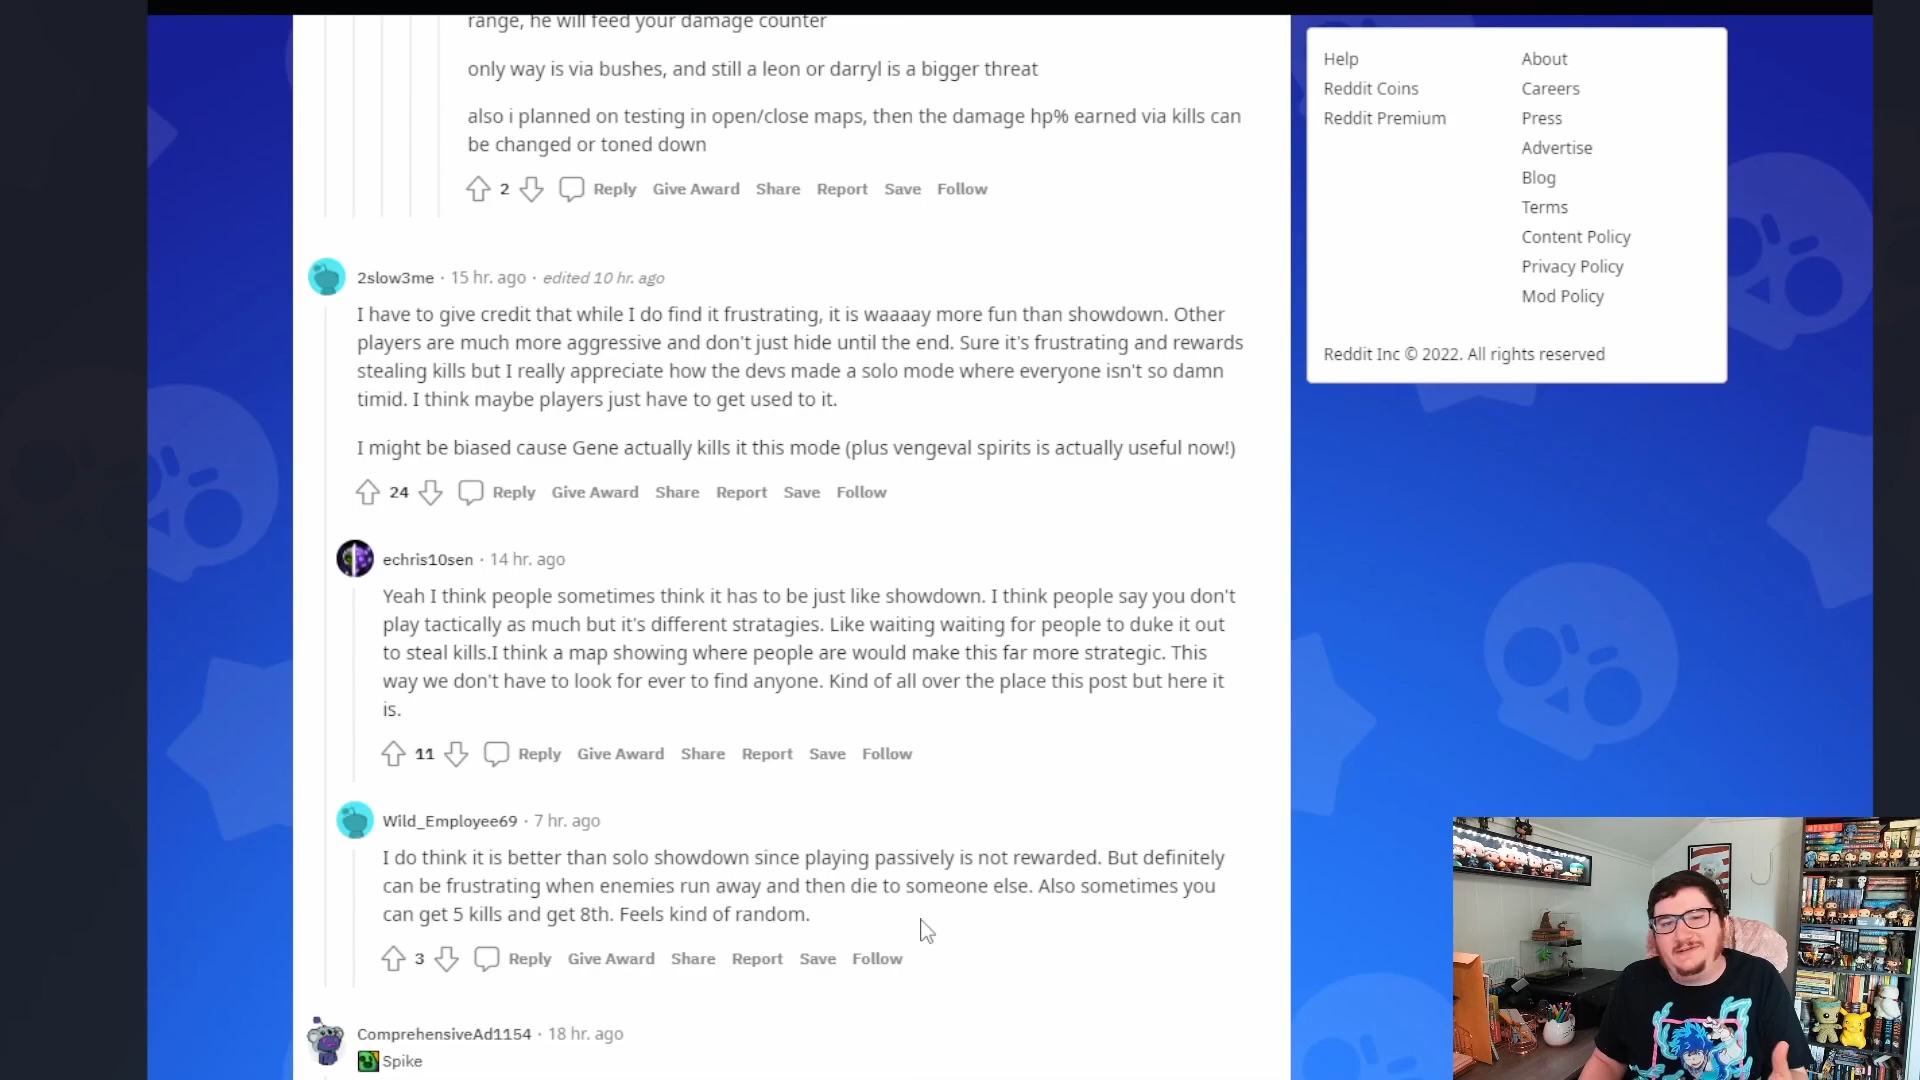 range, he will feed your damage counter
only way is via bushes, and still a leon or darryl is a bigger threat
also i planned on testing in open/close maps, then the damage hp% earned via kills can
be changed or toned down
2 Reply Give Award Share Report Save Follow
2slow3me · 15 hr. ago · edited 10 hr. ago
I have to give credit that while I do find it frustrating, it is waaaay more fun than showdown. Other
players are much more aggressive and don't just hide until the end. Sure it's frustrating and rewards
stealing kills but I really appreciate how the devs made a solo mode where everyone isn't so damn
timid. I think maybe players just have to get used to it.
I might be biased cause Gene actually kills it this mode (plus vengeval spirits is actually useful now!)
24 Reply Give Award Share Report Save Follow
echris10sen · 14 hr. ago
Yeah I think people sometimes think it has to be just like showdown. I think people say you don't
play tactically as much but it's different stratagies. Like waiting waiting for people to duke it out
to steal kills.I think a map showing where people are would make this far more strategic. This
way we don't have to look for ever to find anyone. Kind of all over the place this post but here it
is.
11 Reply Give Award Share Report Save Follow
Wild_Employee69 · 7 hr. ago
I do think it is better than solo showdown since playing passively is not rewarded. But definitely
can be frustrating when enemies run away and then die to someone else. Also sometimes you
can get 5 kills and get 8th. Feels kind of random.
3 Reply Give Award Share Report Save Follow
ComprehensiveAd1154 · 18 hr. ago
Spike
Help
Reddit Coins
Reddit Premium
About
Careers
Press
Advertise
Blog
Terms
Content Policy
Privacy Policy
Mod Policy
Reddit Inc © 2022. All rights reserved